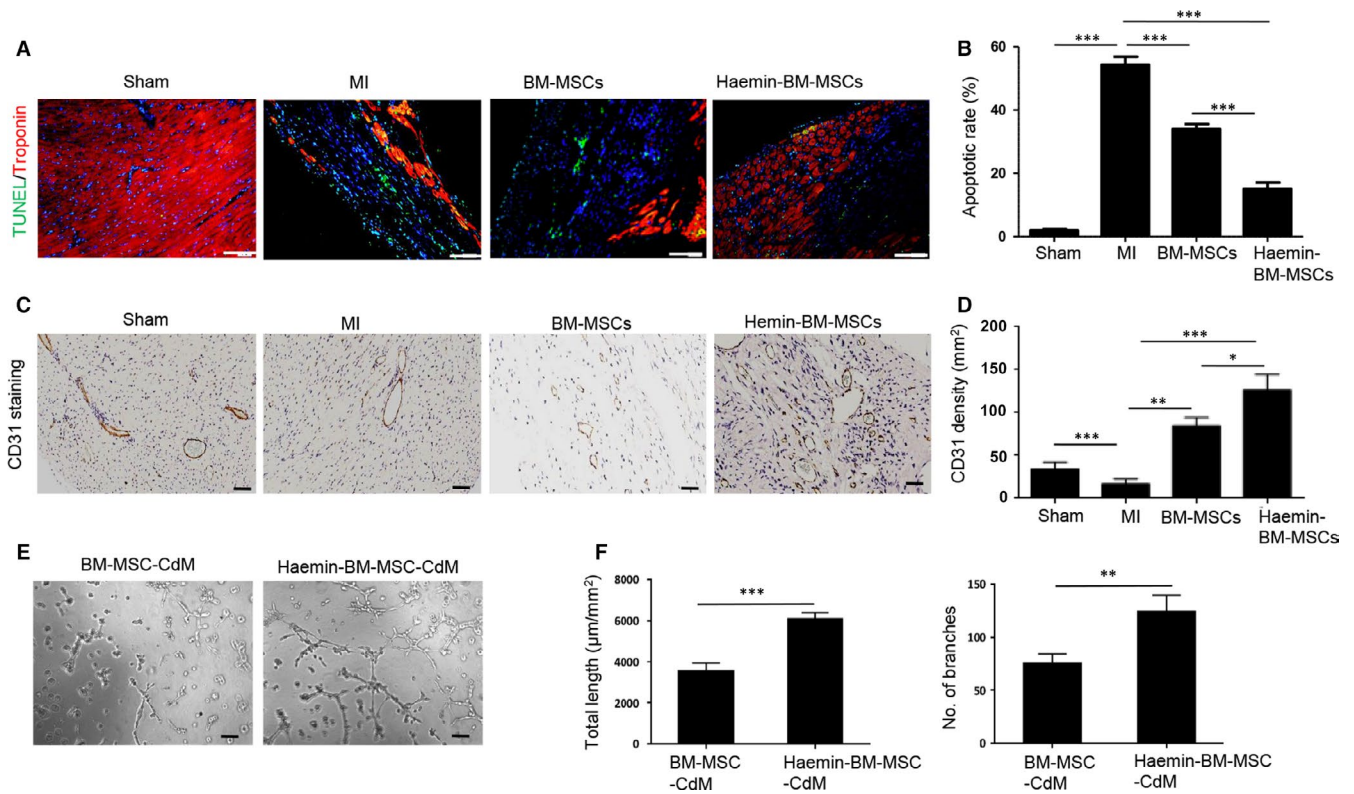 A
Sham
MI
BM-MSCs
Haemin-BM-MSCs
TUNEL/Troponin
B
Apoptotic rate (%)
60
40
20
0
***
*** ***
***
Sham MI BM-MSCs Haemin-
BM-MSCs
C
Sham
MI
BM-MSCs
Hemin-BM-MSCs
CD31 staining
D
CD31 density (mm²)
200
150
100
50
0
***
*
**
***
Sham MI BM-MSCs Haemin-
BM-MSCs
E
BM-MSC-CdM
Haemin-BM-MSC-CdM
F
Total length (µm/mm²)
8000
6000
4000
2000
0
***
BM-MSC Haemin-BM-MSC
-CdM -CdM
No. of branches
150
100
50
0
**
BM-MSC Haemin-BM-MSC
-CdM -CdM